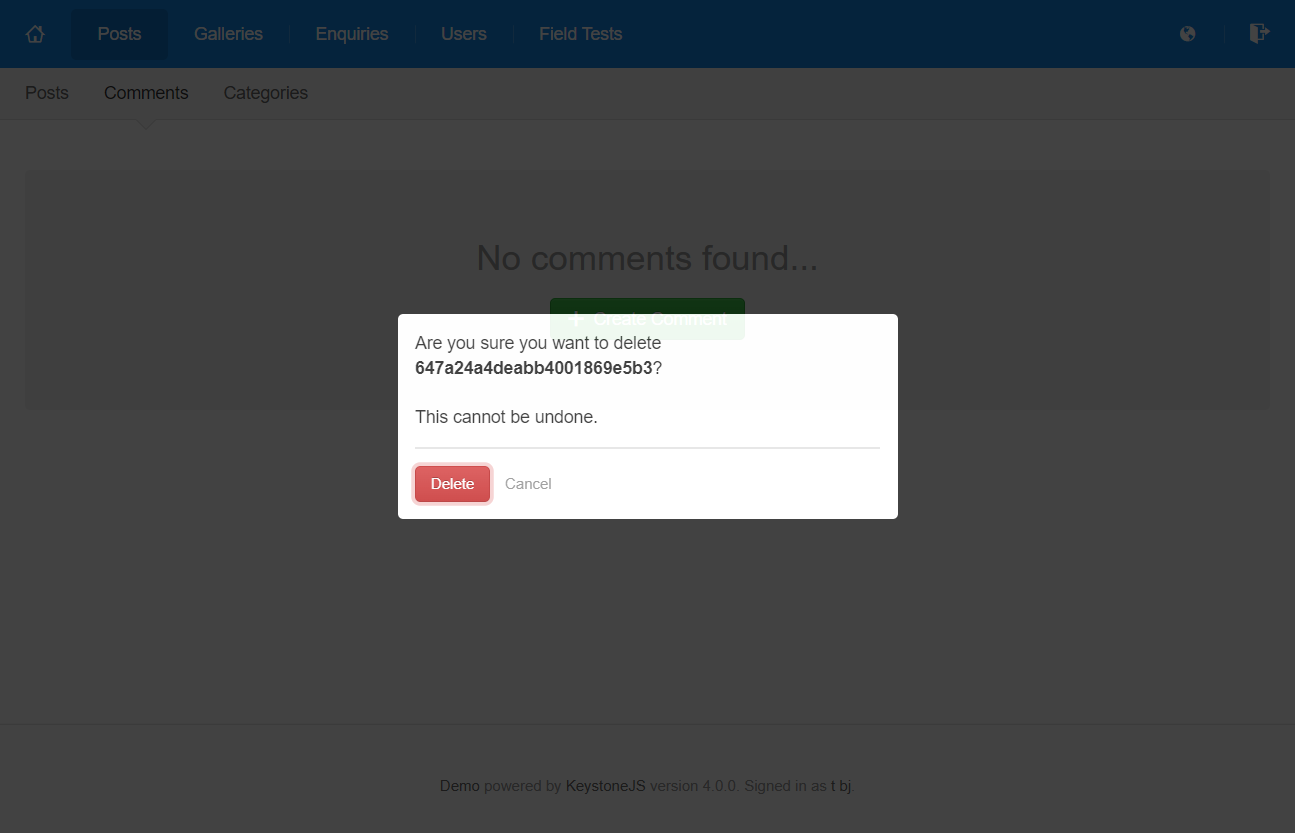 Posts
Galleries
Enquiries
Users
Field Tests
Posts
Comments
Categories
No comments found...
Create Comment
Are you sure you want to delete
647a24a4deabb4001869e5b3?
This cannot be undone.
Delete
Cancel
Demo powered by KeystoneJS version 4.0.0. Signed in as t bj.